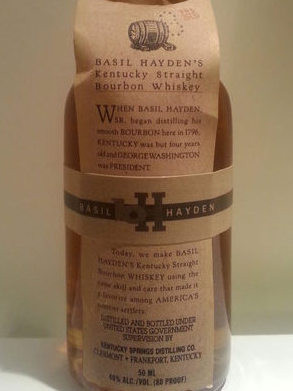 BASIL HAYDEN'S
Kentucky Straight
Bourbon Whiskey
WHEN BASIL HAYDEN,
SR. began distilling his
smooth BOURBON here in 1796,
KENTUCKY was but four years
old and GEORGE WASHINGTON
was PRESIDENT.
BASIL bH HAYDEN
Today, we make BASIL
HAYDEN'S Kentucky Straight
Bourbon WHISKEY using the
same skill and care that made it
a favorite among AMERICA'S
frontier settlers.
DISTILLED AND BOTTLED UNDER
UNITED STATES GOVERNMENT
SUPERVISION BY
KENTUCKY SPRINGS DISTILLING CO.
CLERMONT • FRANKFORT, KENTUCKY
50 Ml
40% ALC./VOL. (80 PROOF)